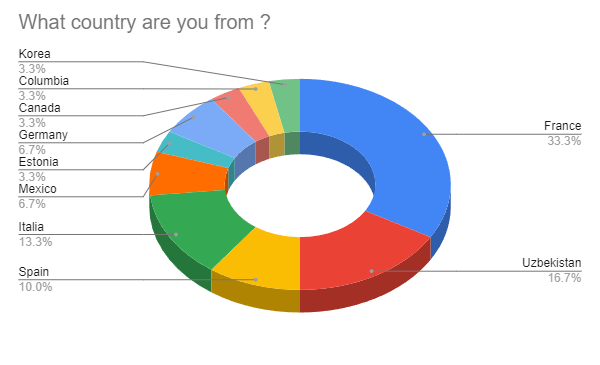 What country are you from ?
Korea
3.3%
Columbia
3.3%
Canada
3.3%
Germany
6.7%
Estonia
3.3%
Mexico
6.7%
Italia
13.3%
Spain
10.0%
France
33.3%
Uzbekistan
16.7%